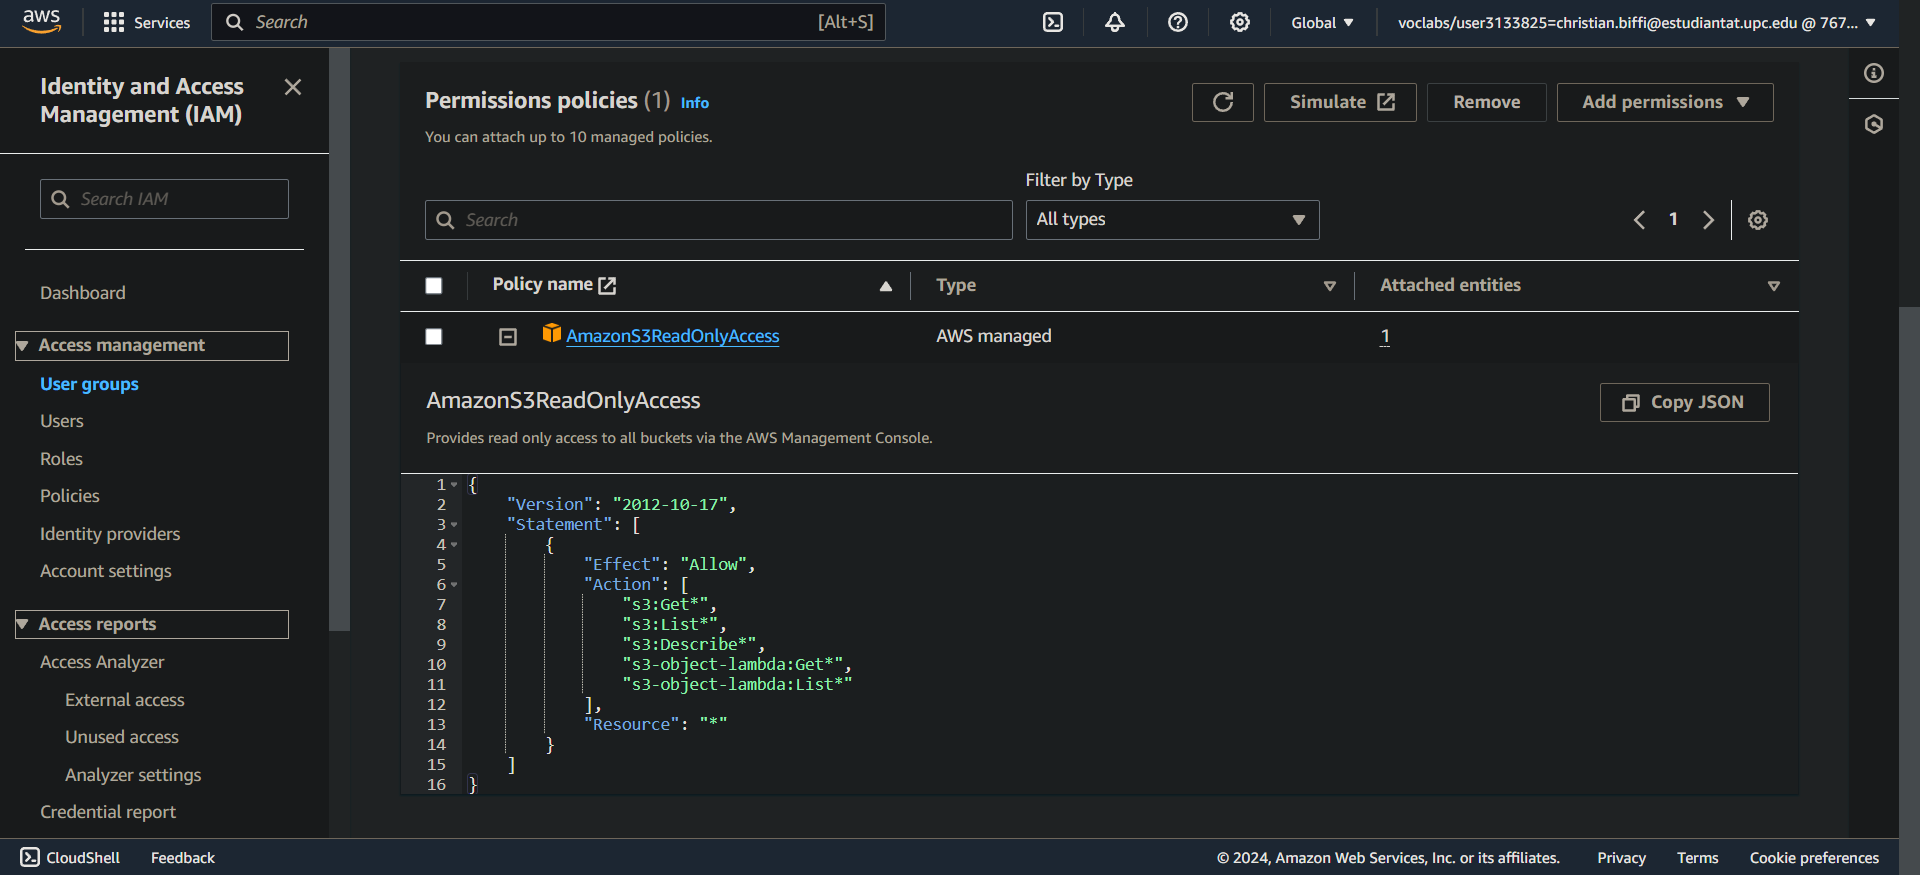 aws
Services
Search
[Alt+S]
Global
voclabs/user3133825=christian.biffi@estudiantat.upc.edu @ 767...
Identity and Access
Management (IAM)
Search IAM
Dashboard
Access management
User groups
Users
Roles
Policies
Identity providers
Account settings
Access reports
Access Analyzer
External access
Unused access
Analyzer settings
Credential report
Permissions policies (1) Info
You can attach up to 10 managed policies.
Simulate
Remove
Add permissions
Filter by Type
Search
All types
1
Policy name
Type
Attached entities
AmazonS3ReadOnlyAccess
AWS managed
1
AmazonS3ReadOnlyAccess
Provides read only access to all buckets via the AWS Management Console.
Copy JSON
1 {
2     "Version": "2012-10-17",
3     "Statement": [
4         {
5             "Effect": "Allow",
6             "Action": [
7                 "s3:Get*",
8                 "s3:List*",
9                 "s3:Describe*",
10                 "s3-object-lambda:Get*",
11                 "s3-object-lambda:List*"
12             ],
13             "Resource": "*"
14         }
15     ]
16 }
CloudShell
Feedback
© 2024, Amazon Web Services, Inc. or its affiliates.
Privacy
Terms
Cookie preferences